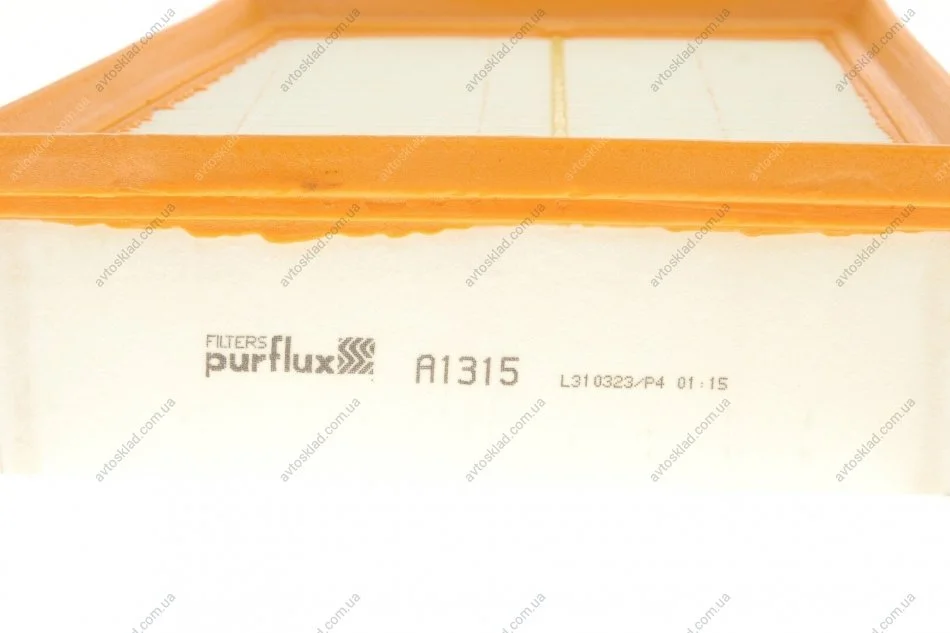 FILTERS
purflux
A1315
L310323/P4 01:15
avtosklad.com.ua